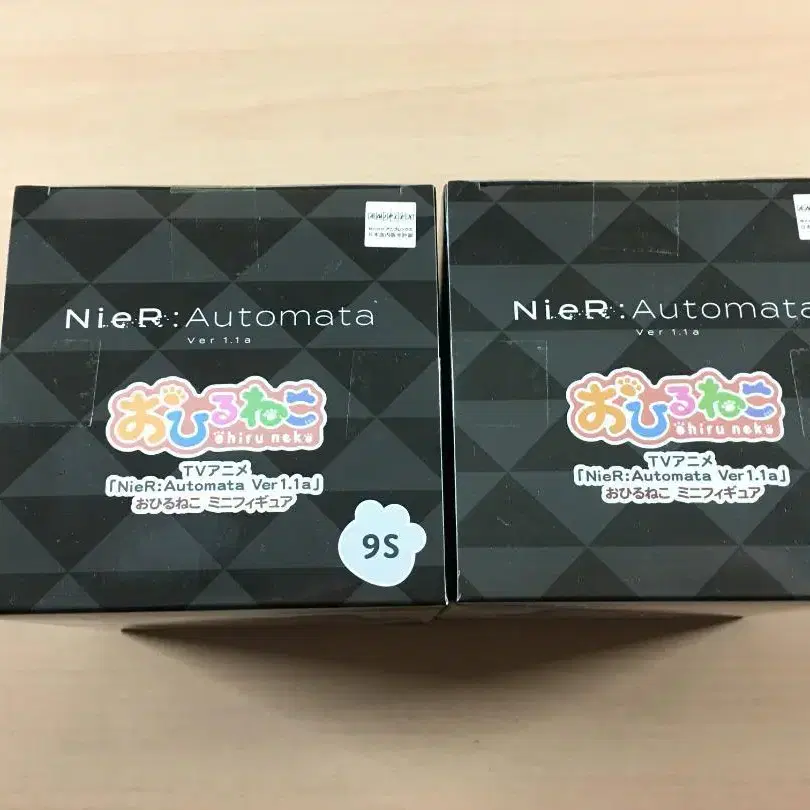 ANIPLEX
NieR:Automata
Ver 1.1a
おひるねこ
Ohiru neko
TVアニメ
「NieR:Automata Ver1.1a」
おひるねこ ミニフィギュア
9S
NieR:Automata
Ver 1.1a
おひるねこ
Ohiru neko
TVアニメ
「NieR:Automata Ver1.1a」
おひるねこ ミニフィギュア